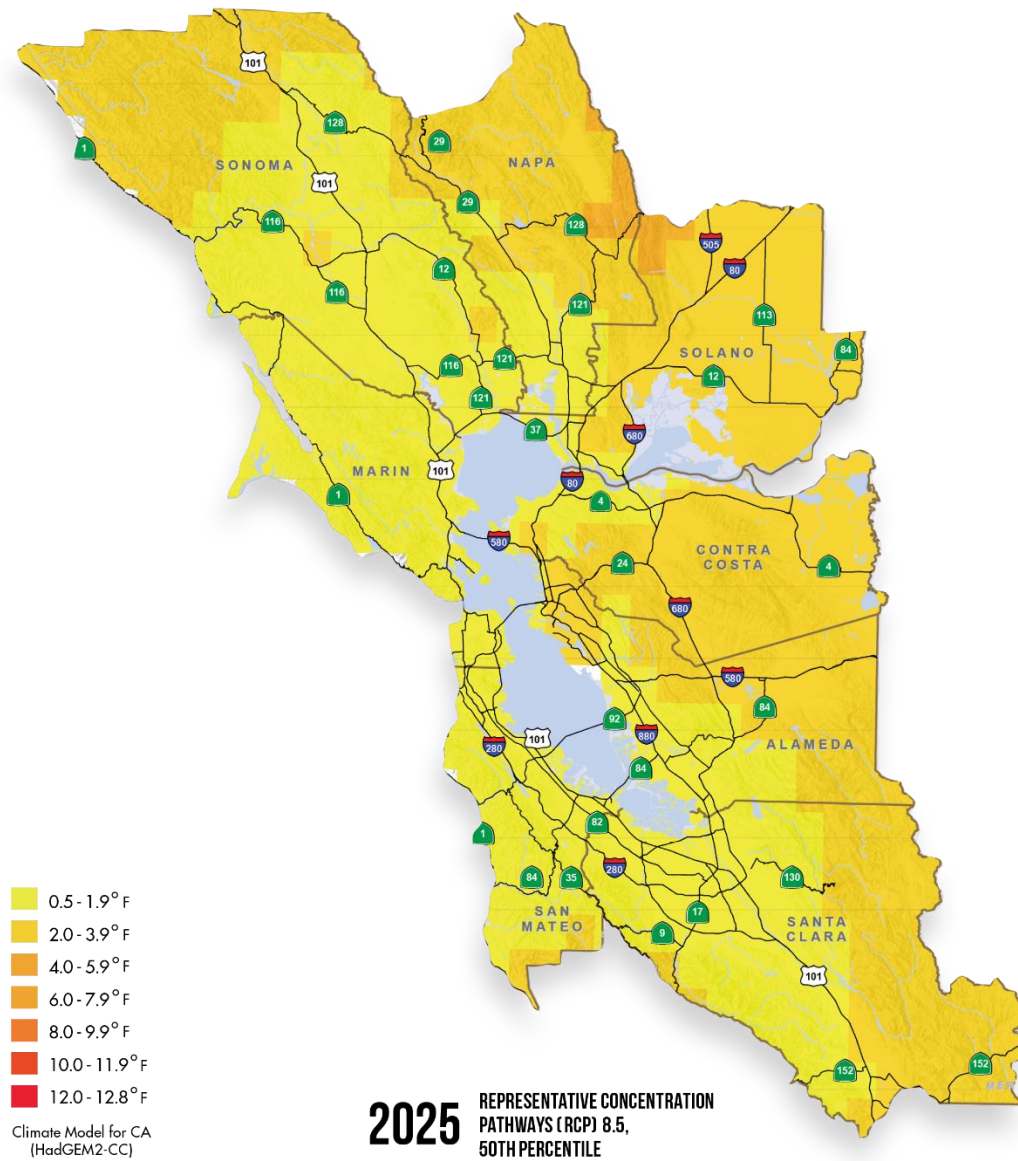 101
128
29
1
SONOMA
NAPA
101
29
116
128
505
12
80
116
121
113
SOLANO
84
116
121
12
121
37
680
MARIN
101
80
1
4
580
CONTRA
COSTA
24
4
680
580
84
92
101
880
280
ALAMEDA
84
1
82
280
84
35
130
SAN
MATEO
17
SANTA
CLARA
9
101
152
152
MER
0.5 - 1.9° F
2.0 - 3.9° F
4.0 - 5.9° F
6.0 - 7.9° F
8.0 - 9.9° F
10.0 - 11.9° F
12.0 - 12.8° F
Climate Model for CA
(HadGEM2-CC)
2025
REPRESENTATIVE CONCENTRATION
PATHWAYS (RCP) 8.5,
50TH PERCENTILE